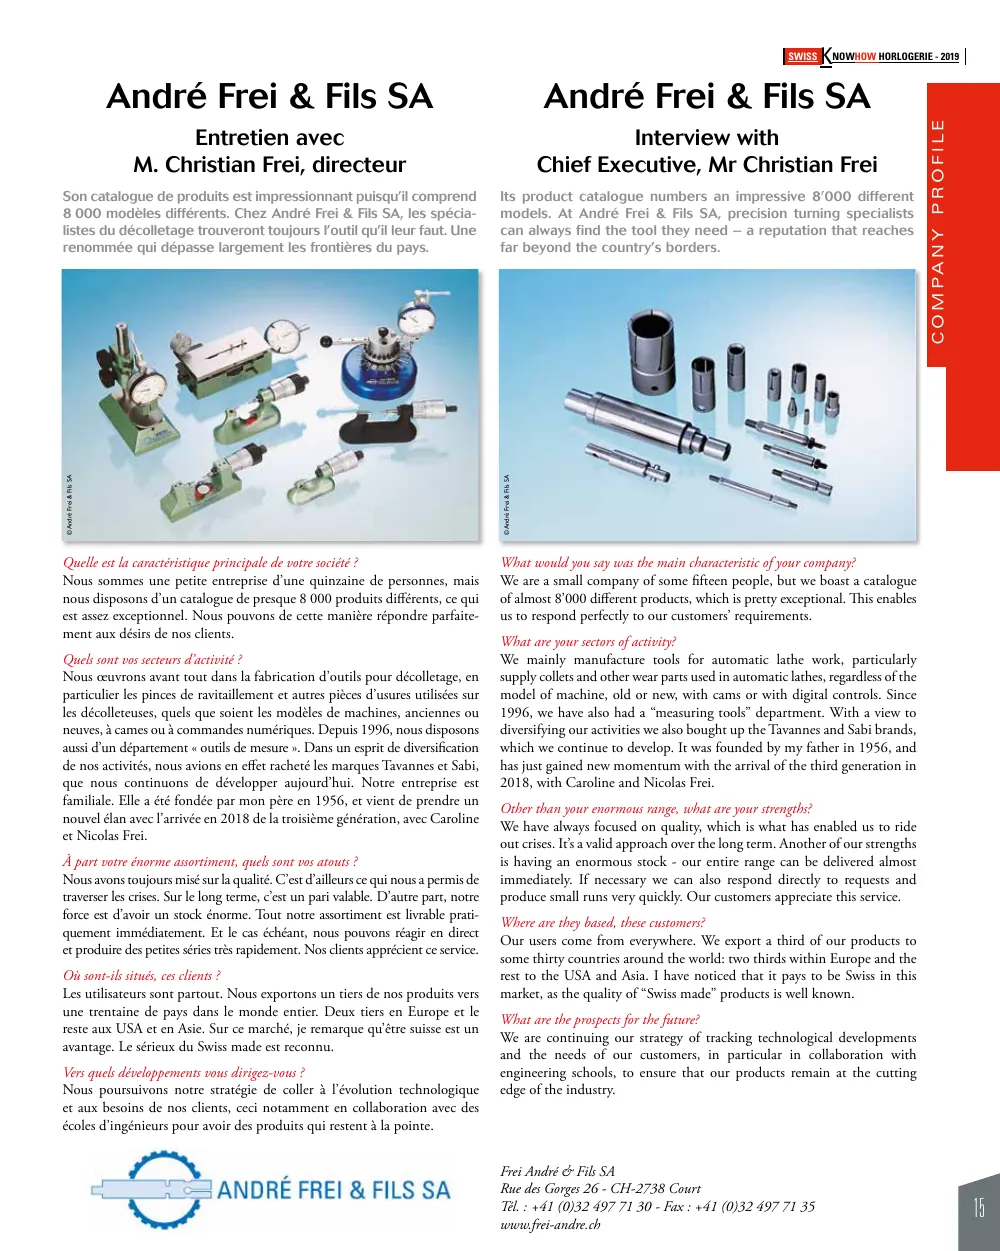 SWISS KNOWHOW HORLOGERIE - 2019
André Frei & Fils SA
Entretien avec
M. Christian Frei, directeur
Son catalogue de produits est impressionnant puisqu'il comprend
8 000 modèles différents. Chez André Frei & Fils SA, les spécia-
listes du décolletage trouveront toujours l'outil qu'il leur faut. Une
renommée qui dépasse largement les frontières du pays.
© André Frei & Fils SA
Quelle est la caractéristique principale de votre société ?
Nous sommes une petite entreprise d'une quinzaine de personnes, mais
nous disposons d'un catalogue de presque 8 000 produits différents, ce qui
est assez exceptionnel. Nous pouvons de cette manière répondre parfaite-
ment aux désirs de nos clients.
Quels sont vos secteurs d'activité ?
Nous œuvrons avant tout dans la fabrication d'outils pour décolletage, en
particulier les pinces de ravitaillement et autres pièces d'usures utilisées sur
les décolleteuses, quels que soient les modèles de machines, anciennes ou
neuves, à cames ou à commandes numériques. Depuis 1996, nous disposons
aussi d'un département « outils de mesure ». Dans un esprit de diversification
de nos activités, nous avions en effet racheté les marques Tavannes et Sabi,
que nous continuons de développer aujourd'hui. Notre entreprise est
familiale. Elle a été fondée par mon père en 1956, et vient de prendre un
nouvel élan avec l'arrivée en 2018 de la troisième génération, avec Caroline
et Nicolas Frei.
À part votre énorme assortiment, quels sont vos atouts ?
Nous avons toujours misé sur la qualité. C'est d'ailleurs ce qui nous a permis de
traverser les crises. Sur le long terme, c'est un pari valable. D'autre part, notre
force est d'avoir un stock énorme. Tout notre assortiment est livrable prati-
quement immédiatement. Et le cas échéant, nous pouvons réagir en direct
et produire des petites séries très rapidement. Nos clients apprécient ce service.
Où sont-ils situés, ces clients ?
Les utilisateurs sont partout. Nous exportons un tiers de nos produits vers
une trentaine de pays dans le monde entier. Deux tiers en Europe et le
reste aux USA et en Asie. Sur ce marché, je remarque qu'être suisse est un
avantage. Le sérieux du Swiss made est reconnu.
Vers quels développements vous dirigez-vous ?
Nous poursuivons notre stratégie de coller à l'évolution technologique
et aux besoins de nos clients, ceci notamment en collaboration avec des
écoles d'ingénieurs pour avoir des produits qui restent à la pointe.
ANDRÉ FREI & FILS SA
André Frei & Fils SA
Interview with
Chief Executive, Mr Christian Frei
Its product catalogue numbers an impressive 8'000 different
models. At André Frei & Fils SA, precision turning specialists
can always find the tool they need – a reputation that reaches
far beyond the country's borders.
© André Frei & Fils SA
What would you say was the main characteristic of your company?
We are a small company of some fifteen people, but we boast a catalogue
of almost 8'000 different products, which is pretty exceptional. This enables
us to respond perfectly to our customers' requirements.
What are your sectors of activity?
We mainly manufacture tools for automatic lathe work, particularly
supply collets and other wear parts used in automatic lathes, regardless of the
model of machine, old or new, with cams or with digital controls. Since
1996, we have also had a “measuring tools” department. With a view to
diversifying our activities we also bought up the Tavannes and Sabi brands,
which we continue to develop. It was founded by my father in 1956, and
has just gained new momentum with the arrival of the third generation in
2018, with Caroline and Nicolas Frei.
Other than your enormous range, what are your strengths?
We have always focused on quality, which is what has enabled us to ride
out crises. It's a valid approach over the long term. Another of our strengths
is having an enormous stock - our entire range can be delivered almost
immediately. If necessary we can also respond directly to requests and
produce small runs very quickly. Our customers appreciate this service.
Where are they based, these customers?
Our users come from everywhere. We export a third of our products to
some thirty countries around the world: two thirds within Europe and the
rest to the USA and Asia. I have noticed that it pays to be Swiss in this
market, as the quality of “Swiss made” products is well known.
What are the prospects for the future?
We are continuing our strategy of tracking technological developments
and the needs of our customers, in particular in collaboration with
engineering schools, to ensure that our products remain at the cutting
edge of the industry.
Frei André & Fils SA
Rue des Gorges 26 - CH-2738 Court
Tél. : +41 (0)32 497 71 30 - Fax : +41 (0)32 497 71 35
www.frei-andre.ch
COMPANY PROFILE
15